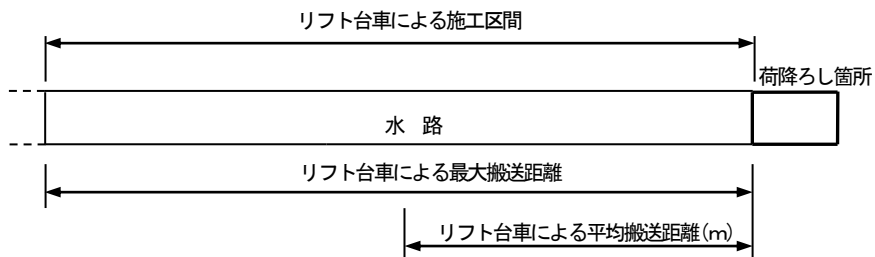 リフト台車による施工区間
荷降ろし箇所
水　路
リフト台車による最大搬送距離
リフト台車による平均搬送距離(m)